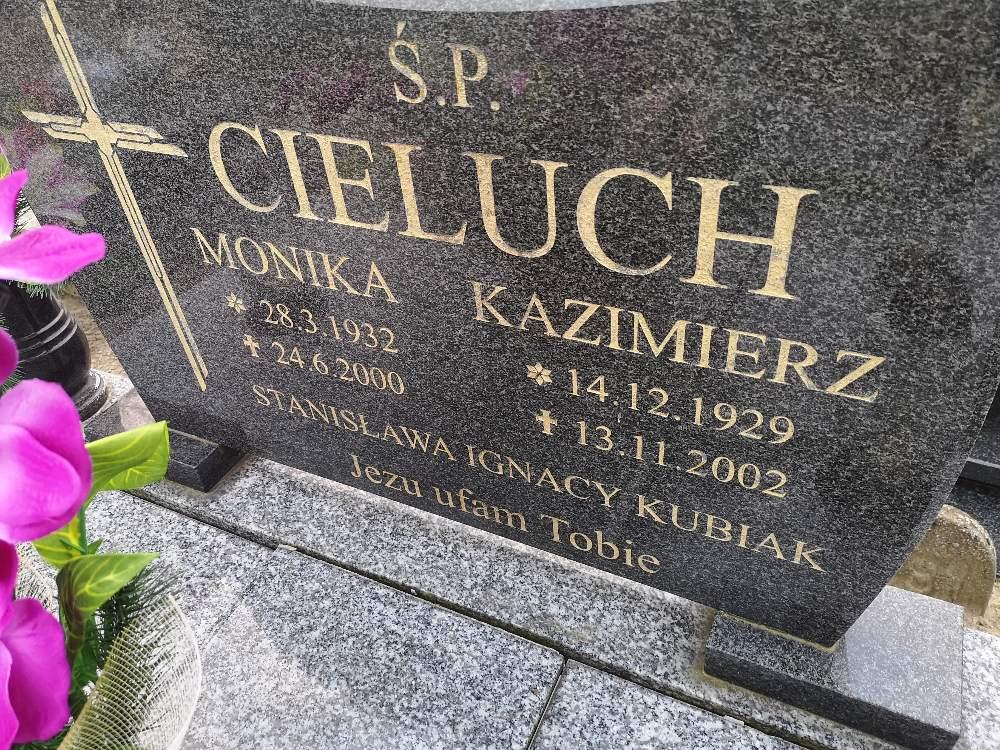 Ś.P.
CIELUCH
MONIKA
* 28.3.1932
✝ 24.6.2000
KAZIMIERZ
* 14.12.1929
✝ 13.11.2002
STANISŁAWA IGNACY KUBIAK
Jezu ufam Tobie